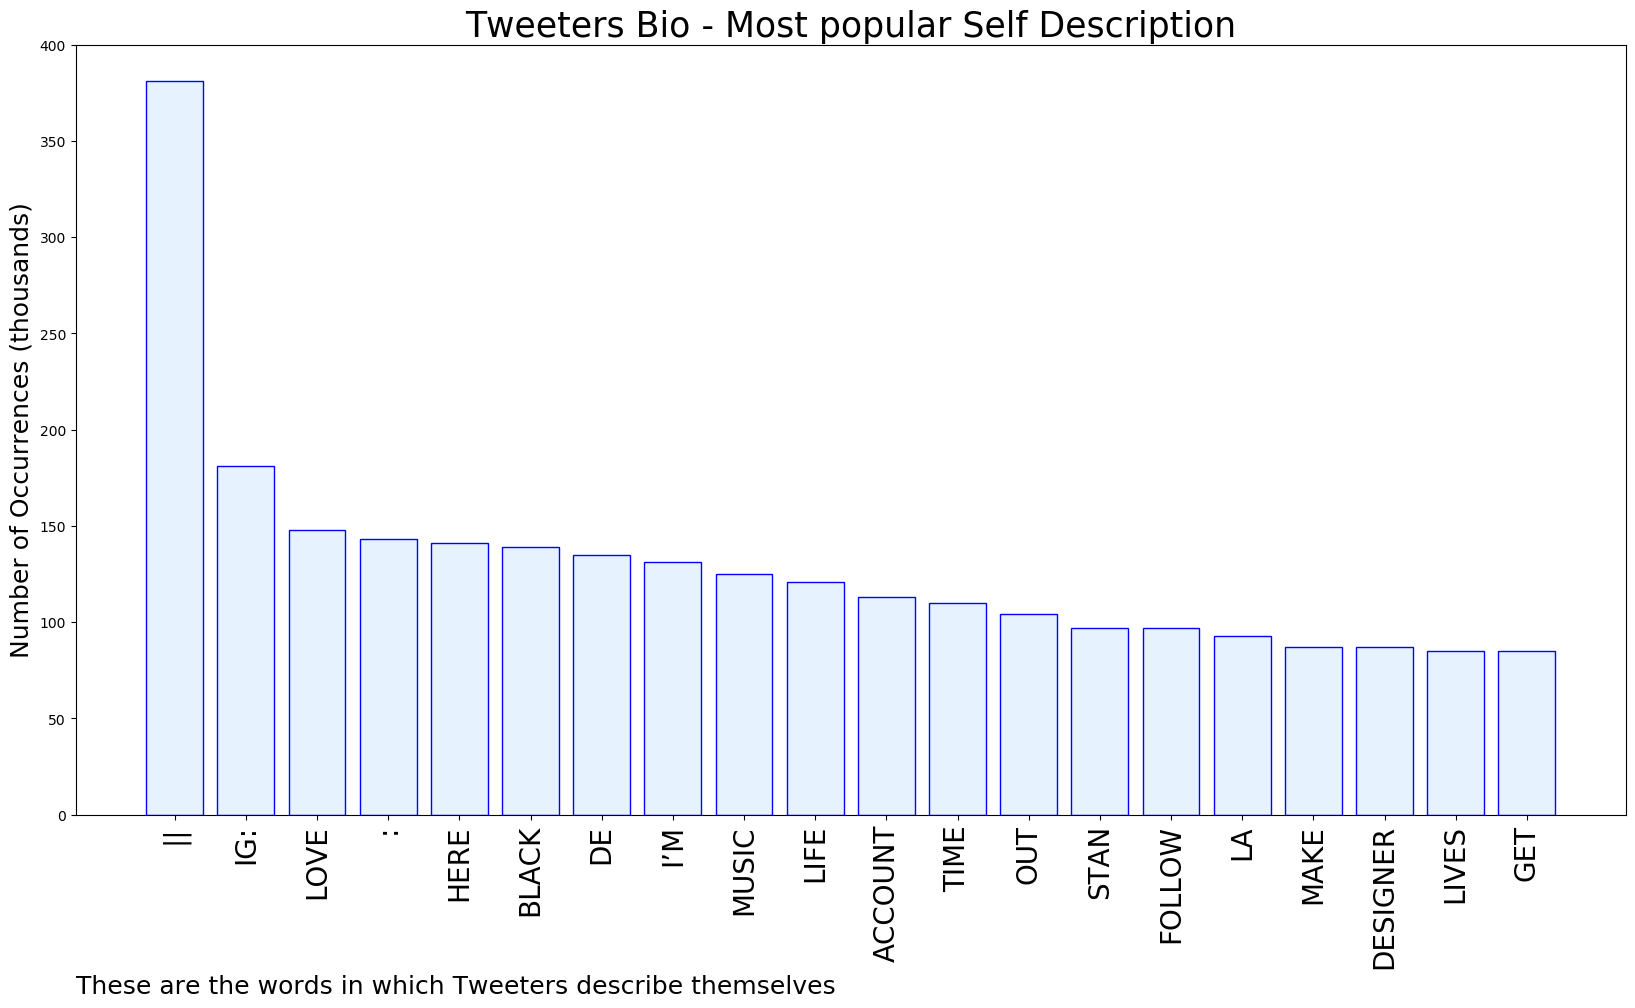 Tweeters Bio - Most popular Self Description
Number of Occurrences (thousands)
400
350
300
250
200
150
100
50
0
||
IG:
LOVE
:
HERE
BLACK
DE
I’M
MUSIC
LIFE
ACCOUNT
TIME
OUT
STAN
FOLLOW
LA
MAKE
DESIGNER
LIVES
GET
These are the words in which Tweeters describe themselves